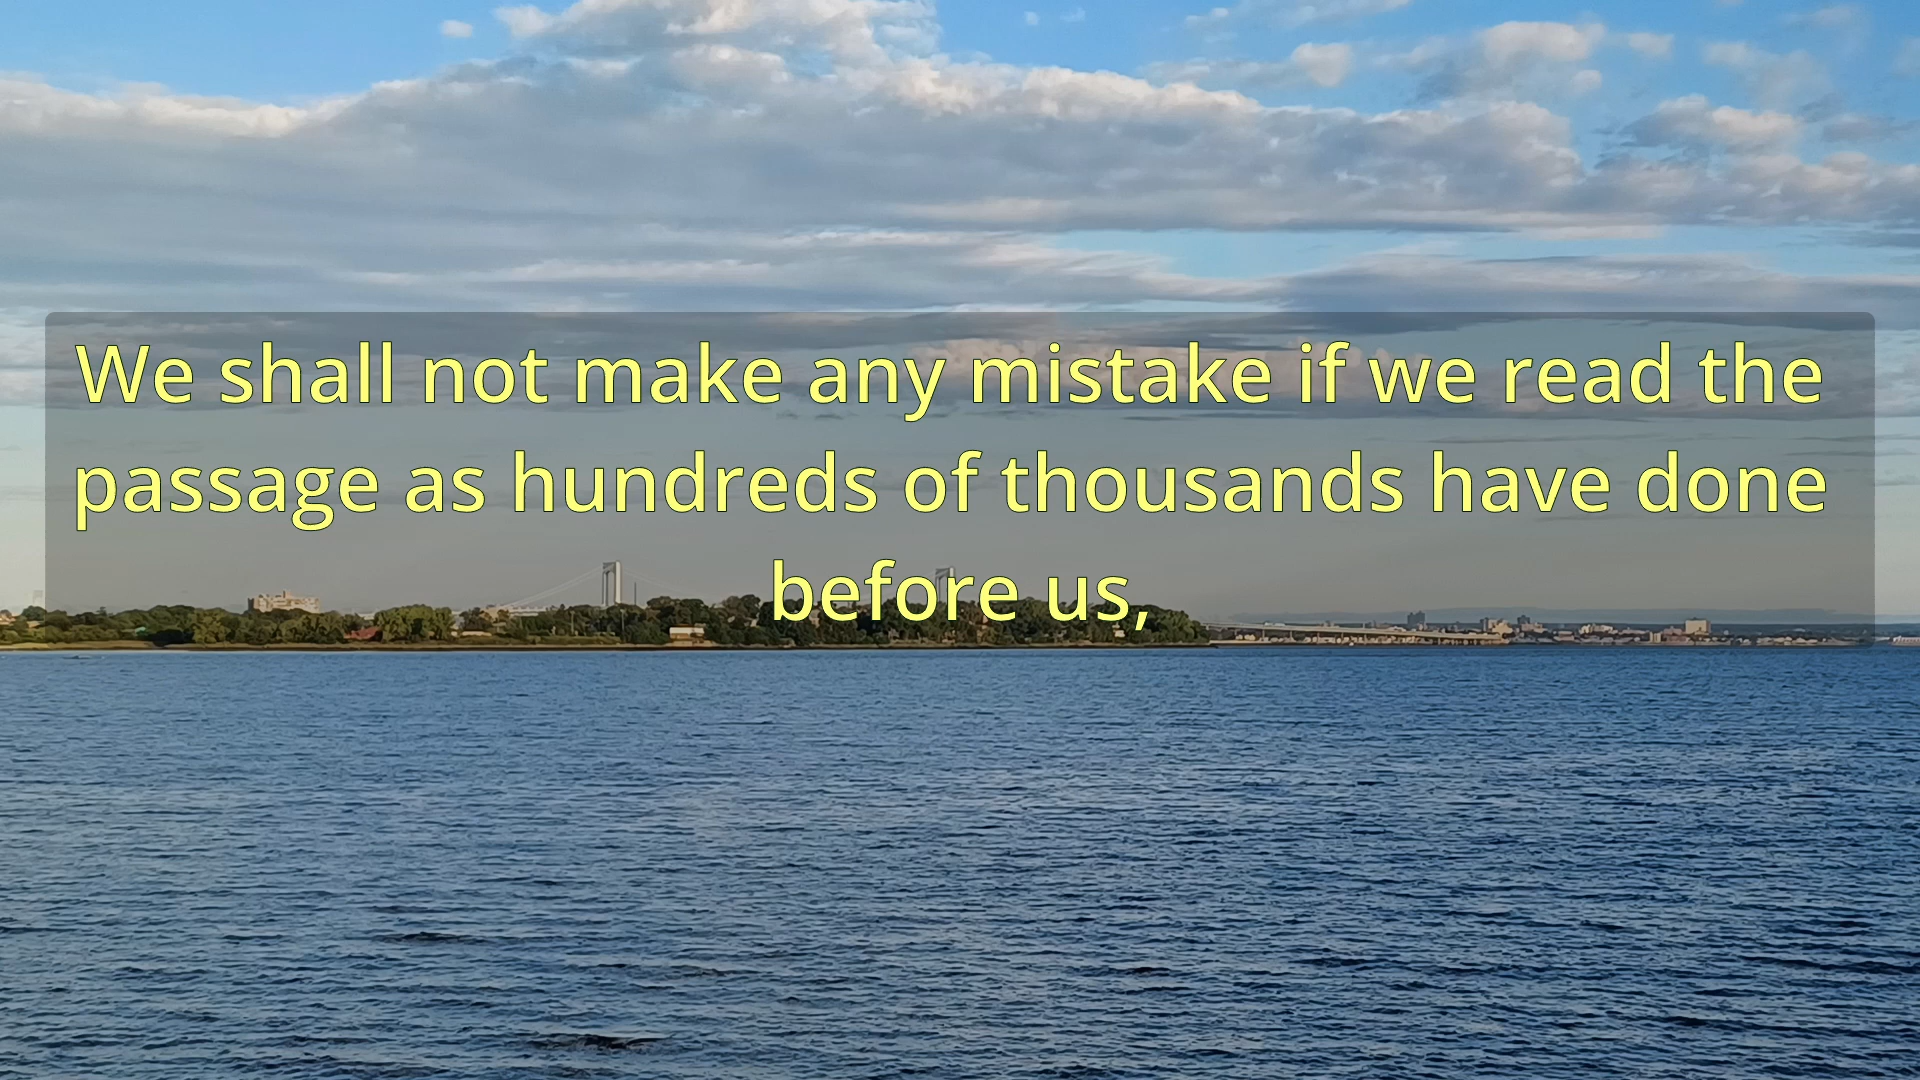 We shall not make any mistake if we read the
passage as hundreds of thousands have done
before us,